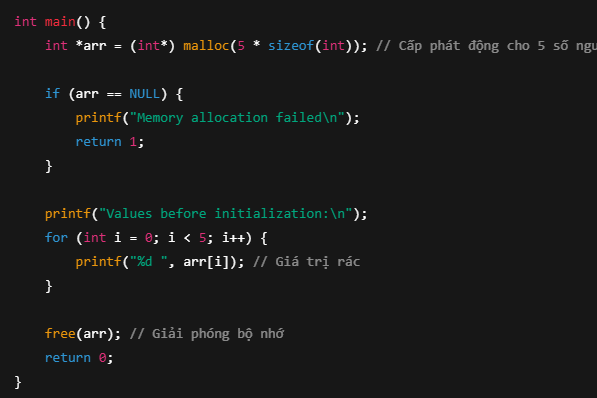 int main() {
    int *arr = (int*) malloc(5 * sizeof(int)); // Cấp phát động cho 5 số
    if (arr == NULL) {
        printf("Memory allocation failed\n");
        return 1;
    }
    printf("Values before initialization:\n");
    for (int i = 0; i < 5; i++) {
        printf("%d ", arr[i]); // Giá trị rác
    }
    free(arr); // Giải phóng bộ nhớ
    return 0;
}